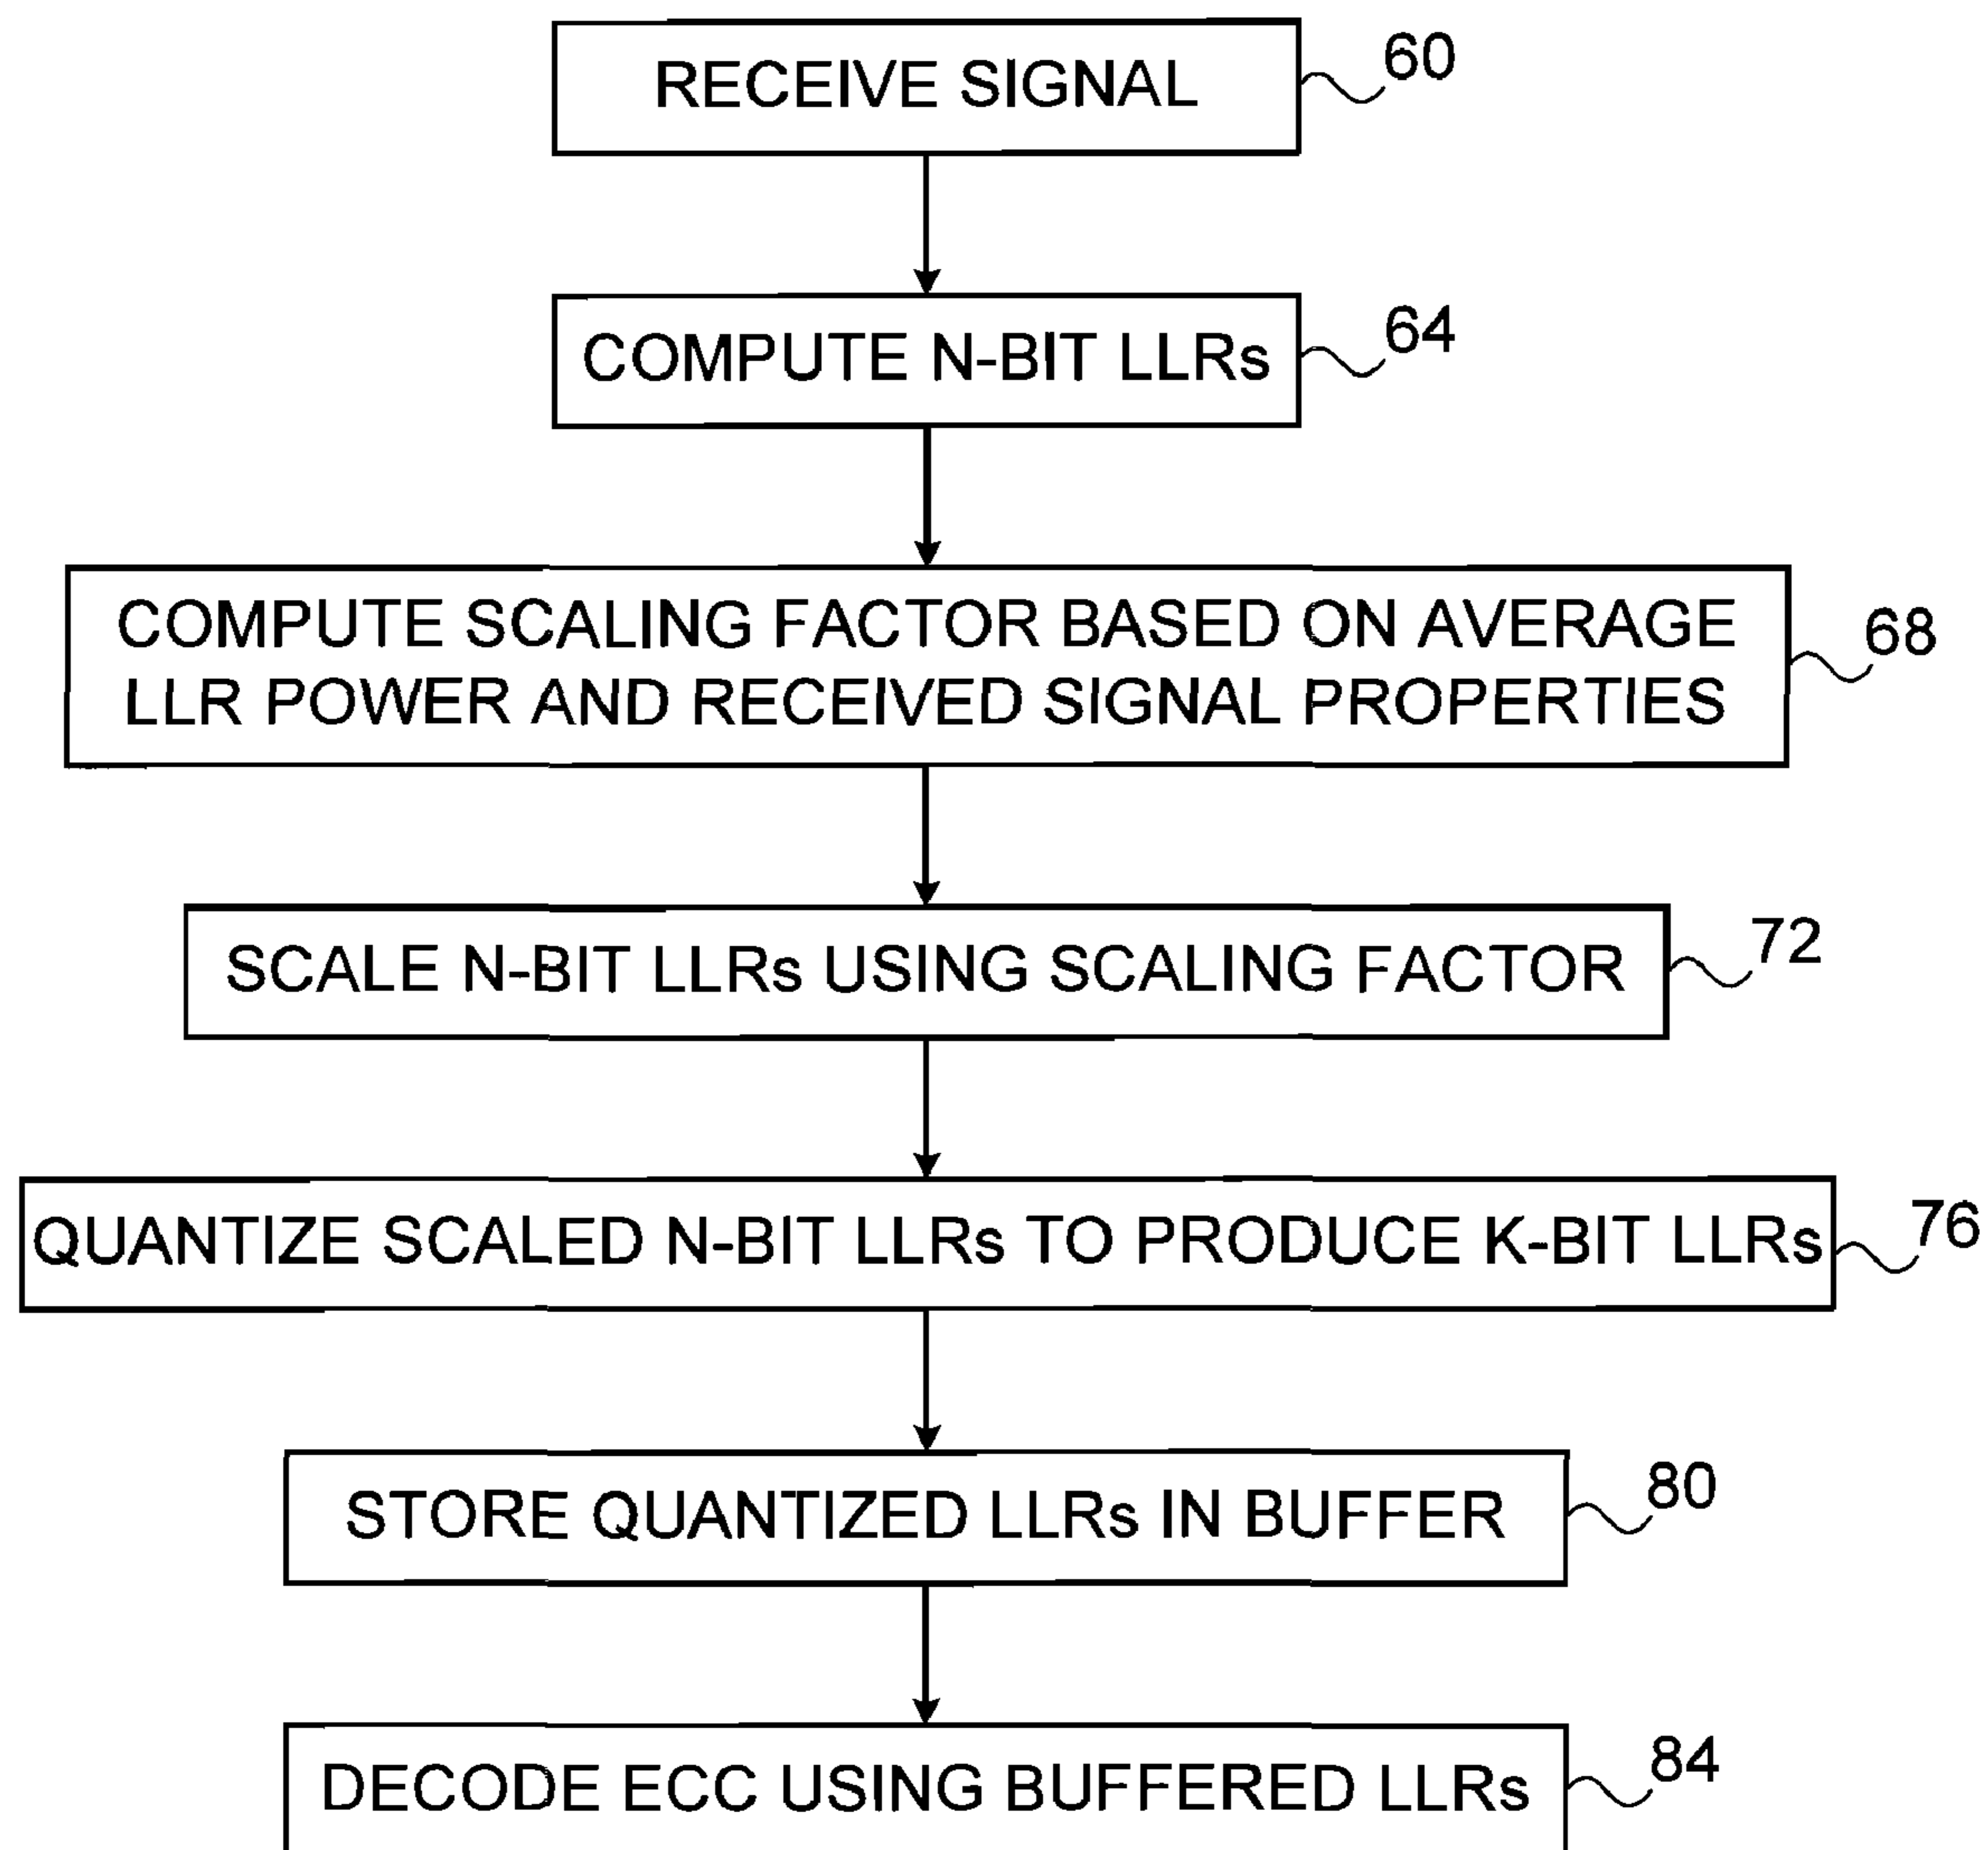 RECEIVE SIGNAL
60
COMPUTE N-BIT LLRs
64
COMPUTE SCALING FACTOR BASED ON AVERAGE
LLR POWER AND RECEIVED SIGNAL PROPERTIES
68
SCALE N-BIT LLRs USING SCALING FACTOR
72
QUANTIZE SCALED N-BIT LLRs TO PRODUCE K-BIT LLRs
76
STORE QUANTIZED LLRs IN BUFFER
80
DECODE ECC USING BUFFERED LLRs
84